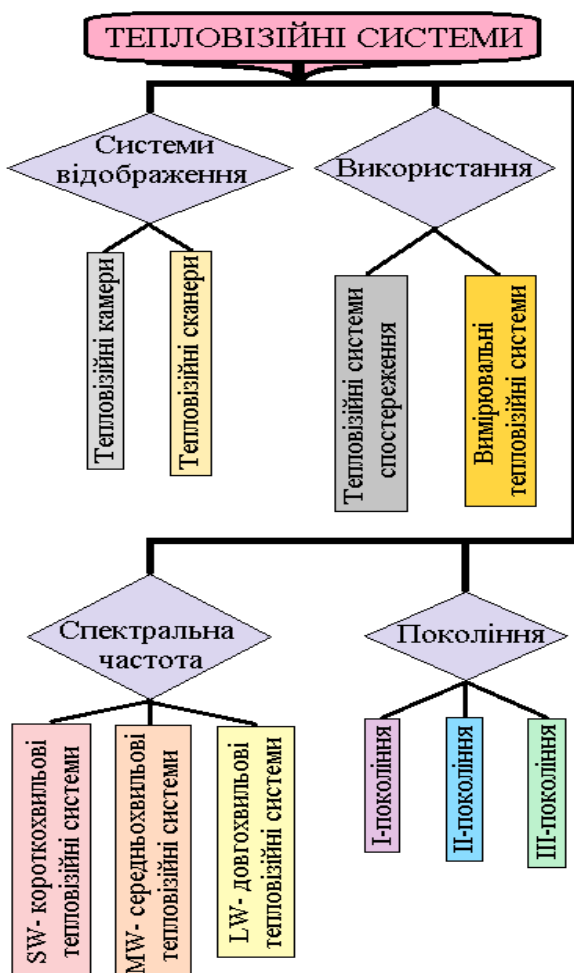 ТЕПЛОВІЗІЙНІ СИСТЕМИ
Системи
відображення
Використання
Тепловізійні камери
Тепловізійні сканери
Тепловізійні системи
спостереження
Вимірювальні
тепловізійні системи
Спектральна
частота
Покоління
SW- короткохвильові
тепловізійні системи
MW- середньохвильові
тепловізійні системи
LW- довгохвильові
тепловізійні системи
I-покоління
II-покоління
III-покоління